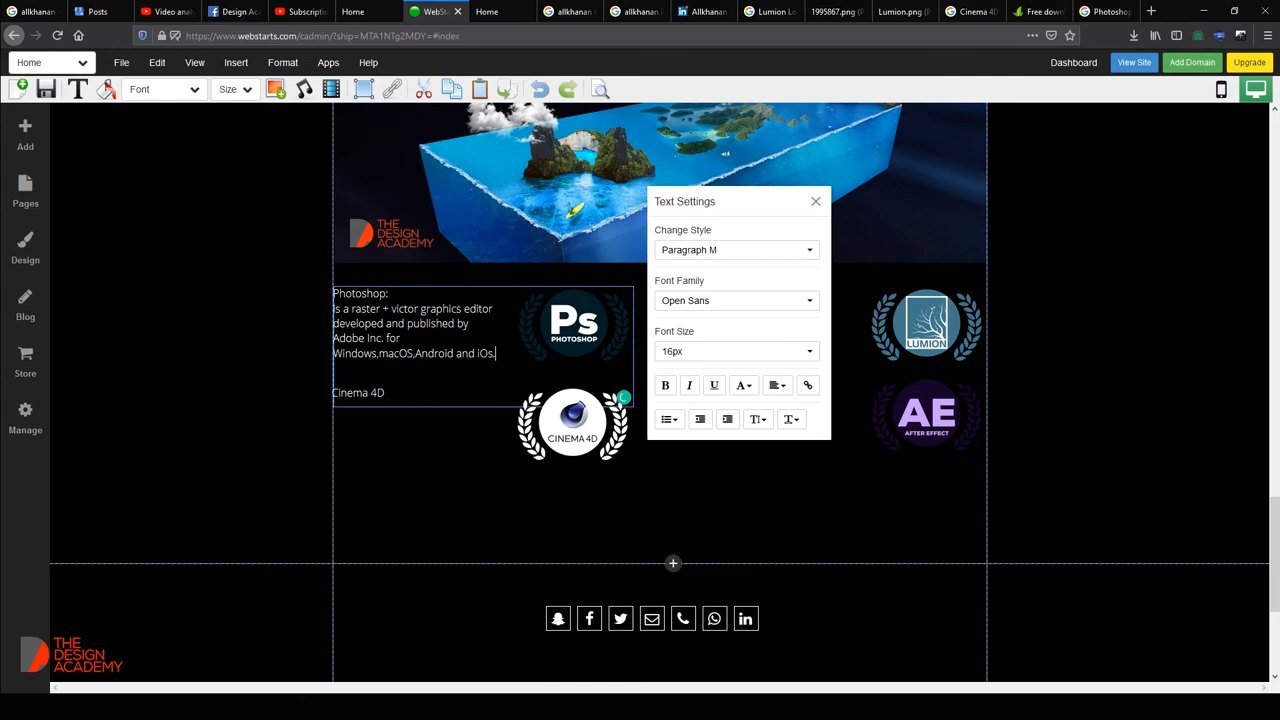 allkhanan
Posts
Video anal
Design Aca
Subscriptio
Home
WebSta
Home
allkhanan
allkhanan
Allkhanan
Lumion Lo
1995867.png (
Lumion.png (
Cinema 4D
Free down
Photoshop
https://www.webstarts.com/cadmin/?ship=MTA1NTg2MDY=#index
Home
File
Edit
View
Insert
Format
Apps
Help
Dashboard
View Site
Add Domain
Upgrade
Font
Size
Add
Pages
Design
Blog
Store
Manage
THE
DESIGN
ACADEMY
Text Settings
Change Style
Paragraph M
Font Family
Open Sans
Font Size
16px
B I U A
Photoshop:
is a raster + victor graphics editor
developed and published by
Adobe Inc. for
Windows,macOS,Android and iOs.
Cinema 4D
Ps
PHOTOSHOP
CINEMA 4D
LUMION
AE
AFTER EFFECT
THE
DESIGN
ACADEMY